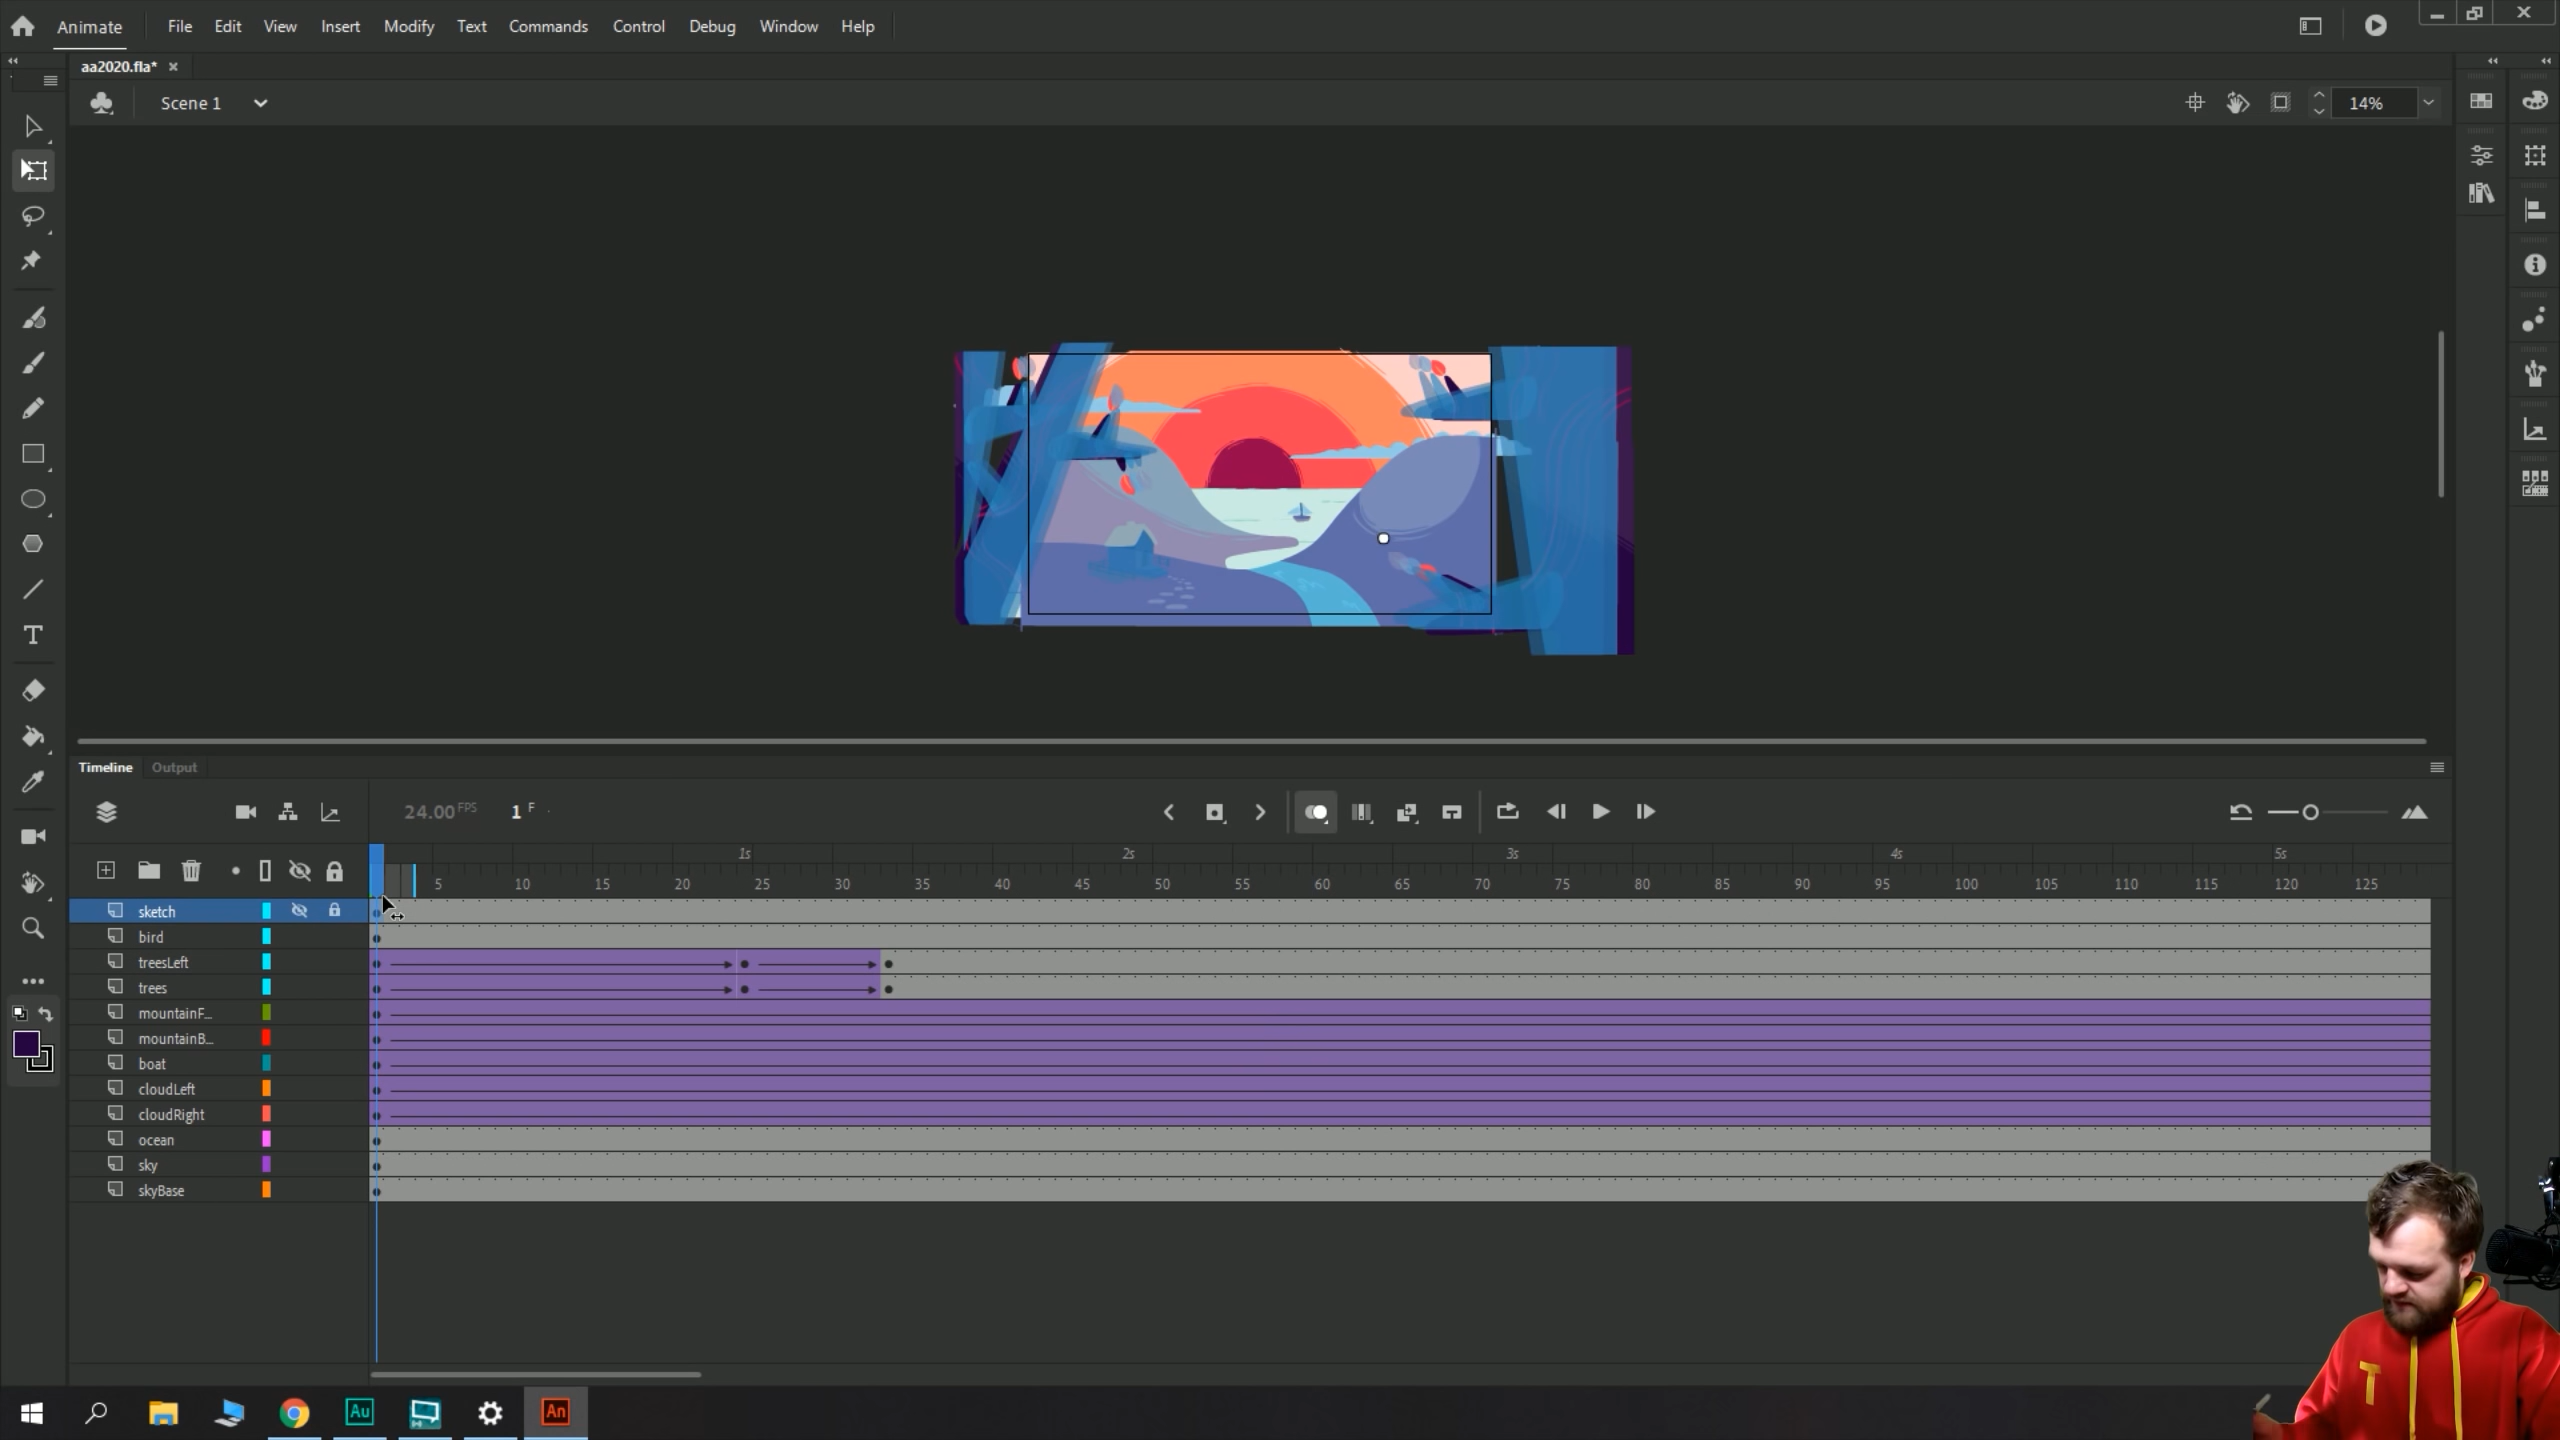 Animate File Edit View Insert Modify Text Commands Control Debug Window Help
aa2020.fla*
Scene 1
14%
Timeline Output
24.00 FPS 1 F
1s 2s 3s 4s 5s
5 10 15 20 25 30 35 40 45 50 55 60 65 70 75 80 85 90 95 100 105 110 115 120 125
sketch
bird
treesLeft
trees
mountainF...
mountainB...
boat
cloudLeft
cloudRight
ocean
sky
skyBase
T
Au An